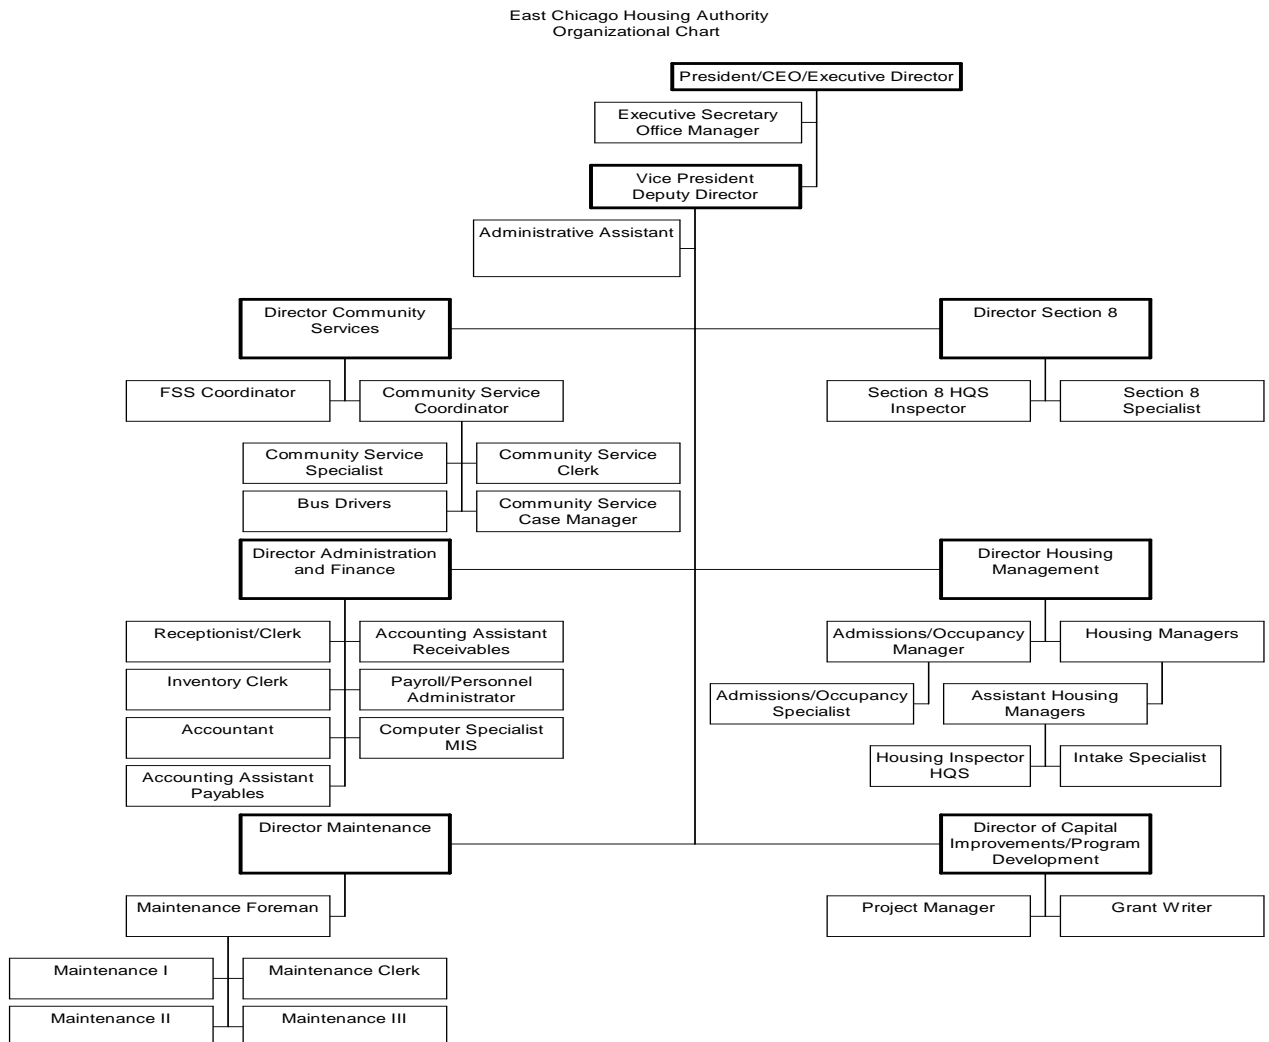 East Chicago Housing Authority
Organizational Chart
President/CEO/Executive Director
Executive Secretary
Office Manager
Vice President
Deputy Director
Administrative Assistant
Director Community
Services
Director Section 8
FSS Coordinator
Community Service
Coordinator
Section 8 HQS
Inspector
Section 8
Specialist
Community Service
Specialist
Community Service
Clerk
Bus Drivers
Community Service
Case Manager
Director Administration
and Finance
Director Housing
Management
Receptionist/Clerk
Accounting Assistant
Receivables
Admissions/Occupancy
Manager
Housing Managers
Inventory Clerk
Payroll/Personnel
Administrator
Admissions/Occupancy
Specialist
Assistant Housing
Managers
Accountant
Computer Specialist
MIS
Housing Inspector
HQS
Intake Specialist
Accounting Assistant
Payables
Director Maintenance
Director of Capital
Improvements/Program
Development
Maintenance Foreman
Project Manager
Grant Writer
Maintenance I
Maintenance Clerk
Maintenance II
Maintenance III